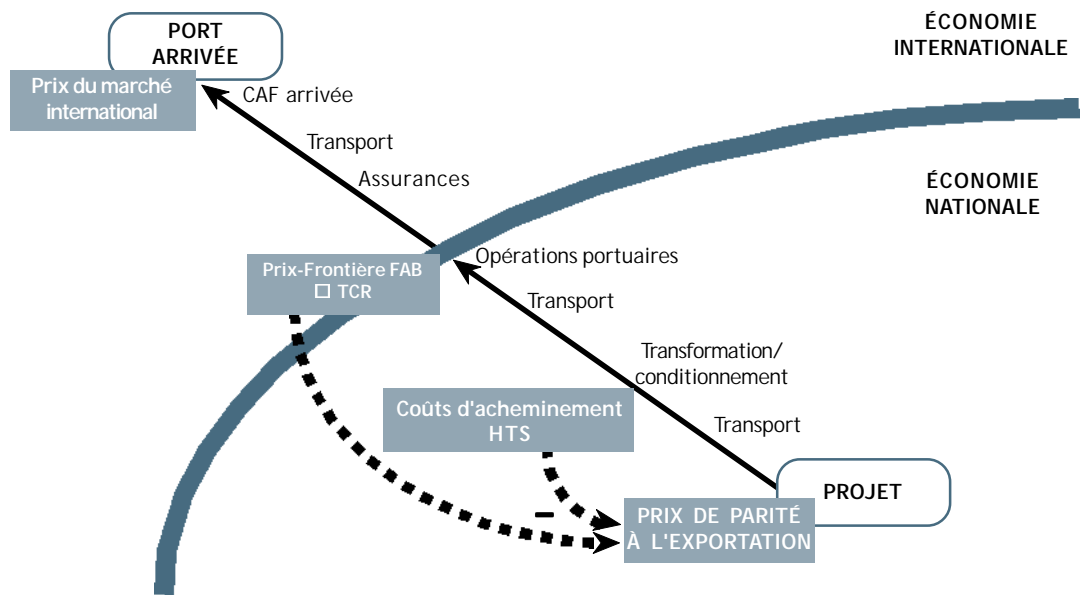 PORT
ARRIVÉE
Prix du marché
international
ÉCONOMIE
INTERNATIONALE
CAF arrivée
Transport
Assurances
ÉCONOMIE
NATIONALE
Prix-Frontière FAB
□ TCR
Opérations portuaires
Transport
Transformation/
conditionnement
Coûts d'acheminement
HTS
Transport
PROJET
–
PRIX DE PARITÉ
À L'EXPORTATION